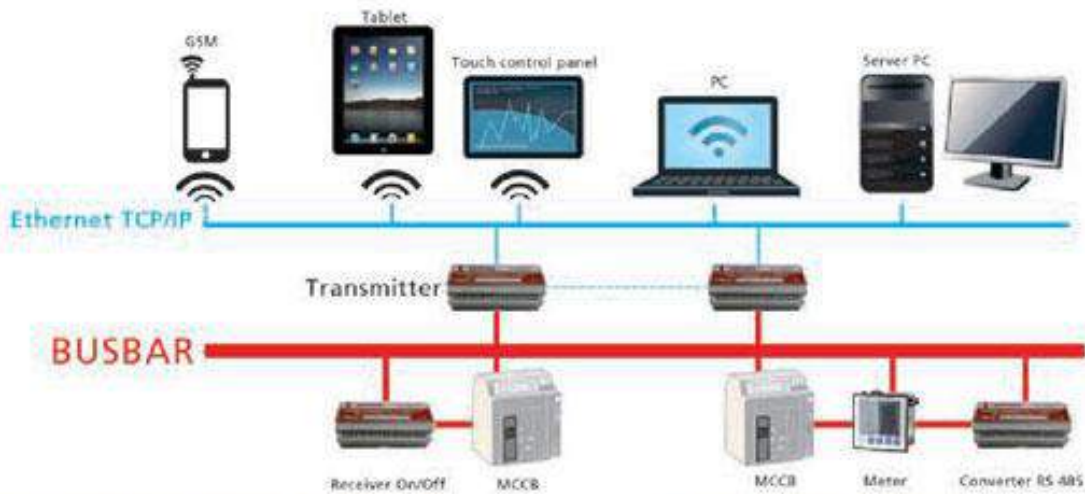 GSM
Tablet
Touch control panel
PC
Server PC
Ethernet TCP/IP
Transmitter
BUSBAR
Receiver On/Off
MCCB
MCCB
Meter
Converter RS 485